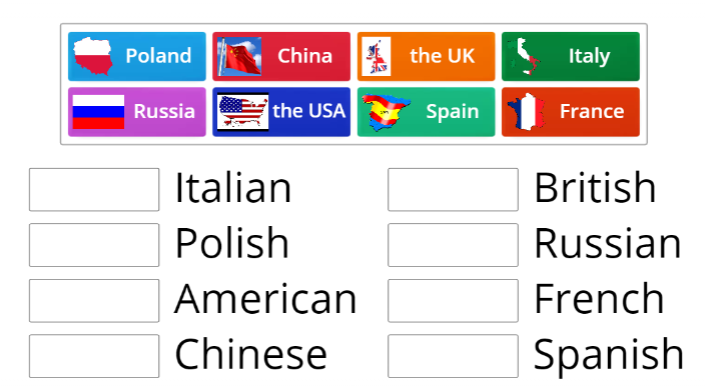 Poland China the UK Italy
Russia the USA Spain France
Italian British
Polish Russian
American French
Chinese Spanish